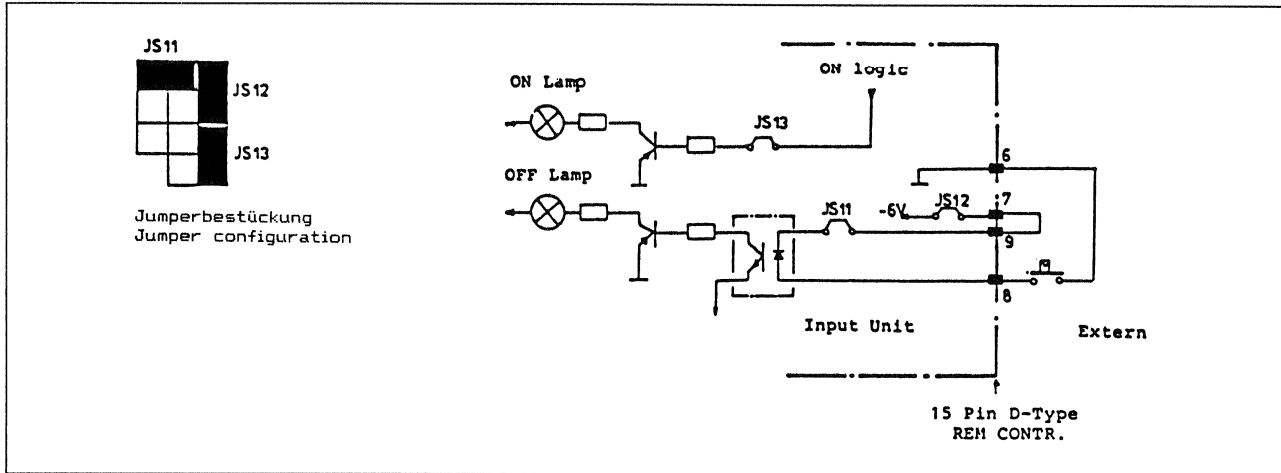 JS11
JS12
JS13
Jumperbestückung
Jumper configuration
ON Lamp
ON logic
JS13
OFF Lamp
6
7
-6V
JS12
JS11
9
8
Input Unit
Extern
15 Pin D-Type
REM CONTR.